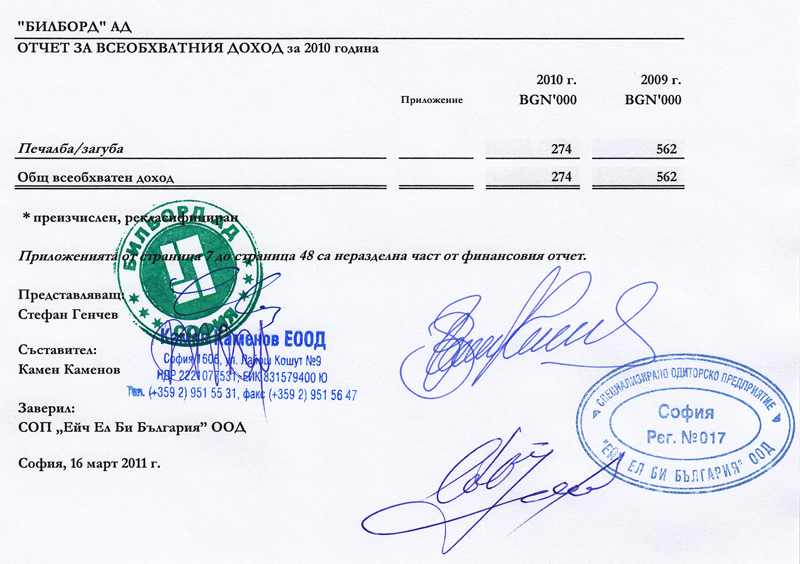 "БИЛБОРД" АД
ОТЧЕТ ЗА ВСЕОБХВАТНИЯ ДОХОД за 2010 година
2010 г. 2009 г.
Приложение BGN'000 BGN'000
Печалба/загуба 274 562
Общ всеобхватен доход 274 562
* преизчислен, рекласифициран
Приложенията от страница 7 до страница 48 са неразделна част от финансовия отчет.
БИЛБОРД АД
СОФИЯ
Представляващ:
Стефан Генчев
Съставител:
Камен Каменов
Камен Каменов ЕООД
София 1606, ул. Лайош Кошут №9
НДР 2221077531, ЕИК 831579400 Ю
Тел. (+359 2) 951 55 31, факс (+359 2) 951 56 47
Заверил:
СОП „Ейч Ел Би България” ООД
София, 16 март 2011 г.
СПЕЦИАЛИЗИРАНО ОДИТОРСКО ПРЕДПРИЯТИЕ
София
Рег. №017
"ЕЙЧ ЕЛ БИ БЪЛГАРИЯ" ООД